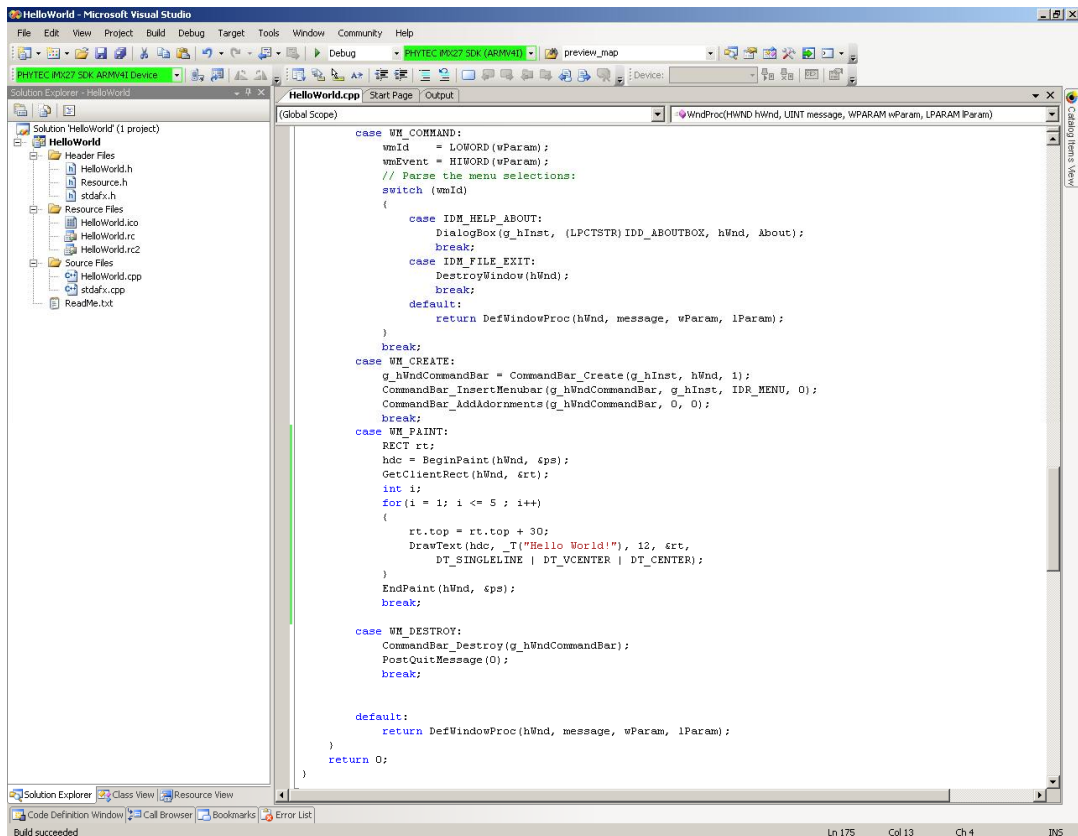 HelloWorld - Microsoft Visual Studio
File Edit View Project Build Debug Target Tools Window Community Help
Debug PHYTEC iMX27 SDK (ARMV4I) preview_map
PHYTEC iMX27 SDK ARMV4I Device Device:
Solution Explorer - HelloWorld
HelloWorld.cpp Start Page Output
(Global Scope) WndProc(HWND hWnd, UINT message, WPARAM wParam, LPARAM lParam)
Catalog Items View
Solution 'HelloWorld' (1 project)
HelloWorld
Header Files
HelloWorld.h
Resource.h
stdafx.h
Resource Files
HelloWorld.ico
HelloWorld.rc
HelloWorld.rc2
Source Files
HelloWorld.cpp
stdafx.cpp
ReadMe.txt
case WM_COMMAND:
wmId    = LOWORD(wParam);
wmEvent = HIWORD(wParam);
// Parse the menu selections:
switch (wmId)
{
case IDM_HELP_ABOUT:
DialogBox(g_hInst, (LPCTSTR)IDD_ABOUTBOX, hWnd, About);
break;
case IDM_FILE_EXIT:
DestroyWindow(hWnd);
break;
default:
return DefWindowProc(hWnd, message, wParam, lParam);
}
break;
case WM_CREATE:
g_hWndCommandBar = CommandBar_Create(g_hInst, hWnd, 1);
CommandBar_InsertMenubar(g_hWndCommandBar, g_hInst, IDR_MENU, 0);
CommandBar_AddAdornments(g_hWndCommandBar, 0, 0);
break;
case WM_PAINT:
RECT rt;
hdc = BeginPaint(hWnd, &ps);
GetClientRect(hWnd, &rt);
int i;
for(i = 1; i <= 5 ; i++)
{
rt.top = rt.top + 30;
DrawText(hdc, _T("Hello World!"), 12, &rt,
DT_SINGLELINE | DT_VCENTER | DT_CENTER);
}
EndPaint(hWnd, &ps);
break;
case WM_DESTROY:
CommandBar_Destroy(g_hWndCommandBar);
PostQuitMessage(0);
break;
default:
return DefWindowProc(hWnd, message, wParam, lParam);
}
return 0;
}
Solution Explorer Class View Resource View
Code Definition Window Call Browser Bookmarks Error List
Build succeeded Ln 175 Col 13 Ch 4 INS